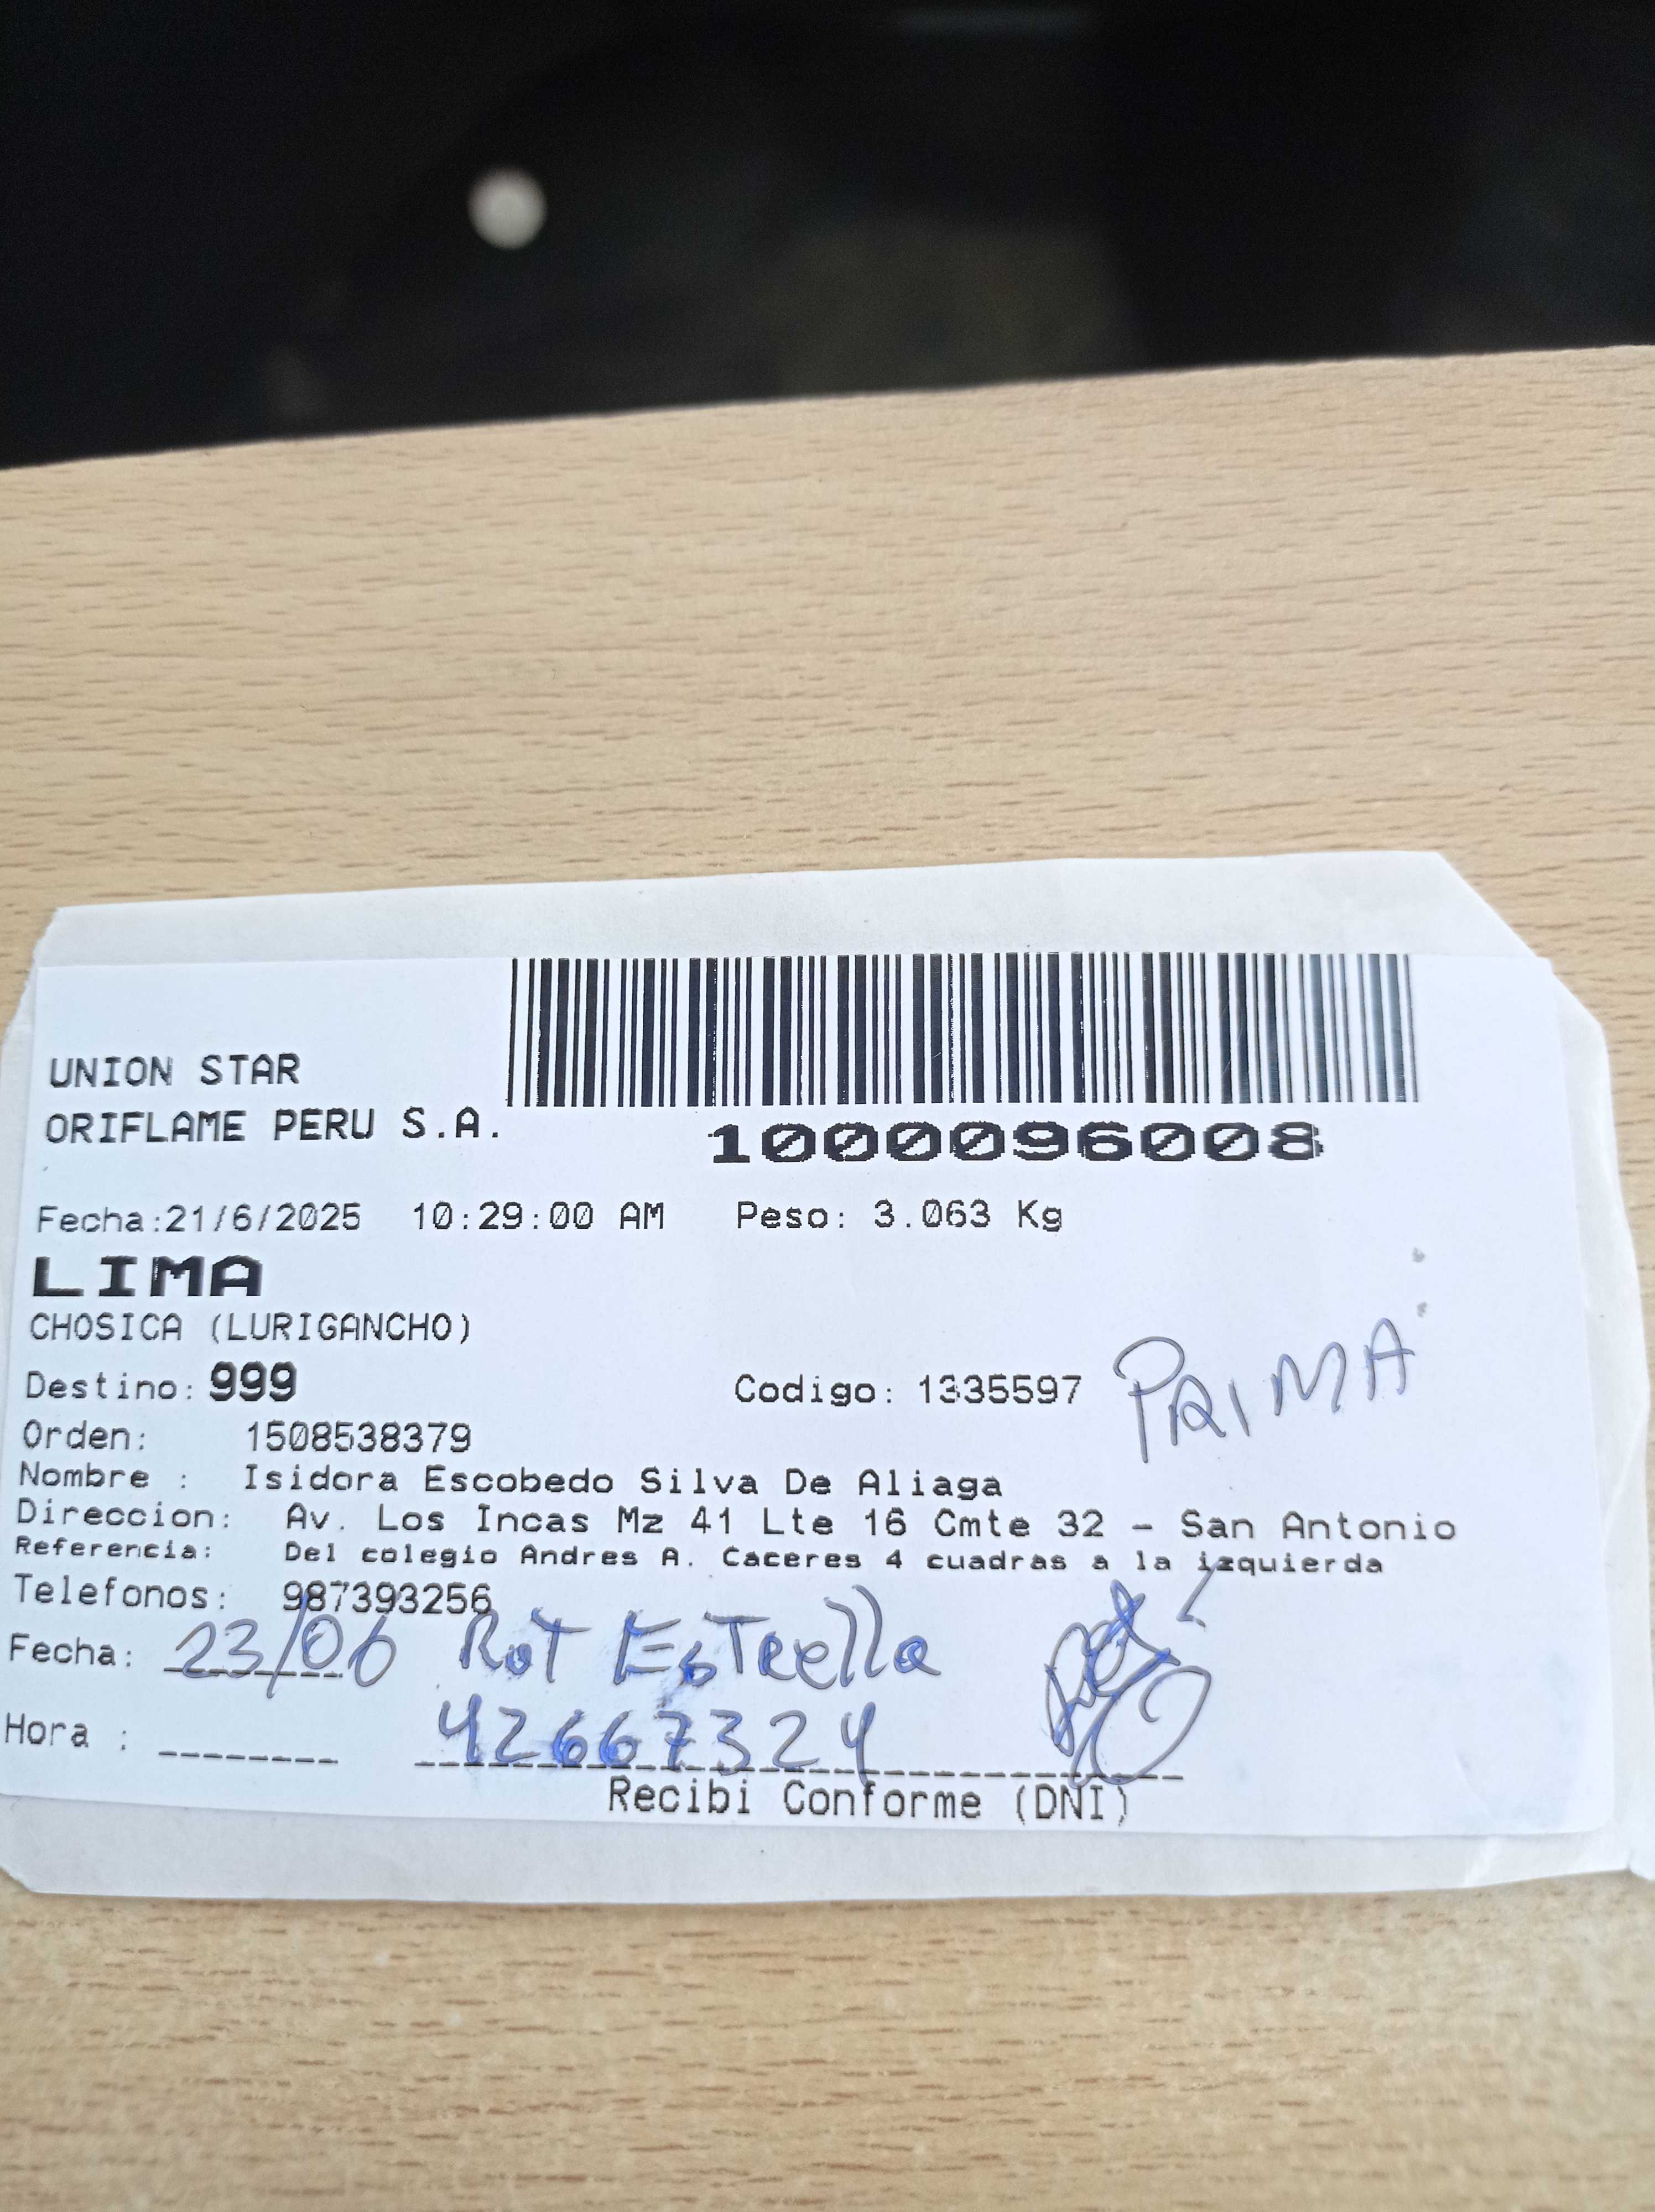 UNION STAR
ORIFLAME PERU S.A.
1000096008
Fecha:21/6/2025 10:29:00 AM Peso: 3.063 Kg
LIMA
CHOSICA (LURIGANCHO)
Destino: 999 Codigo: 1335597 PRIMA
Orden: 1508538379
Nombre : Isidora Escobedo Silva De Aliaga
Direccion: Av. Los Incas Mz 41 Lte 16 Cmte 32 - San Antonio
Referencia: Del colegio Andres A. Caceres 4 cuadras a la izquierda
Telefonos: 987393256
Fecha: 23/06 Estrella
Hora : 42667324
Recibi Conforme (DNI)